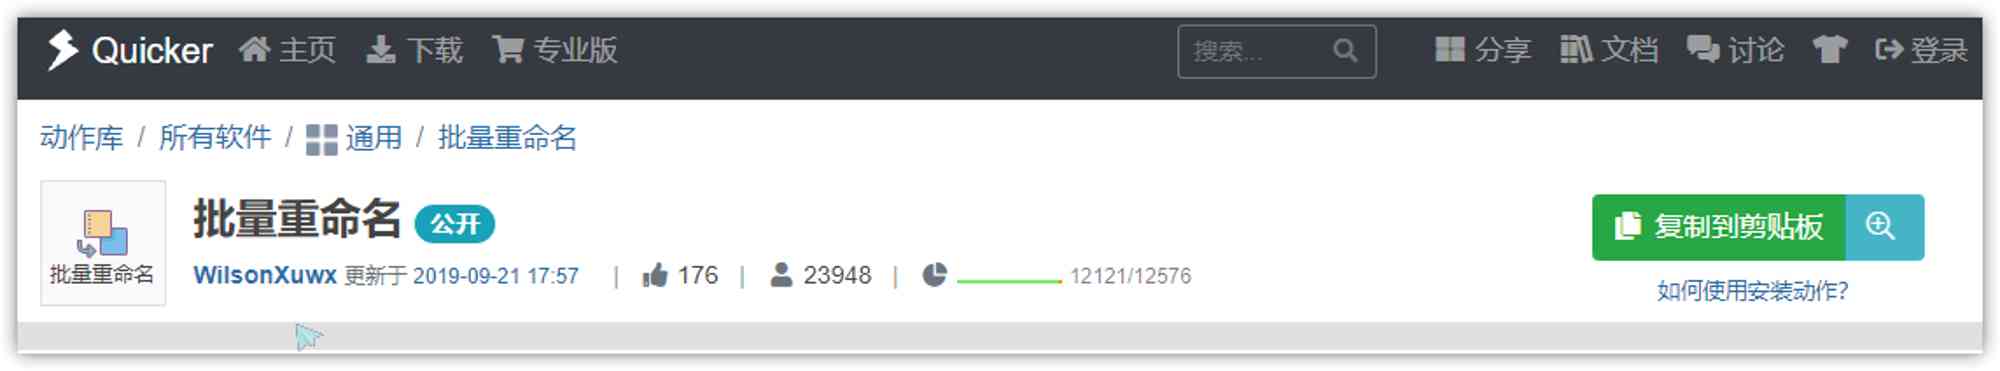 Quicker 主页 下载 专业版 搜索... 分享 文档 讨论 登录
动作库 / 所有软件 / 通用 / 批量重命名
批量重命名 公开
复制到剪贴板
批量重命名
WilsonXuwx 更新于 2019-09-21 17:57 | 176 | 23948 | 12121/12576
如何使用安装动作?